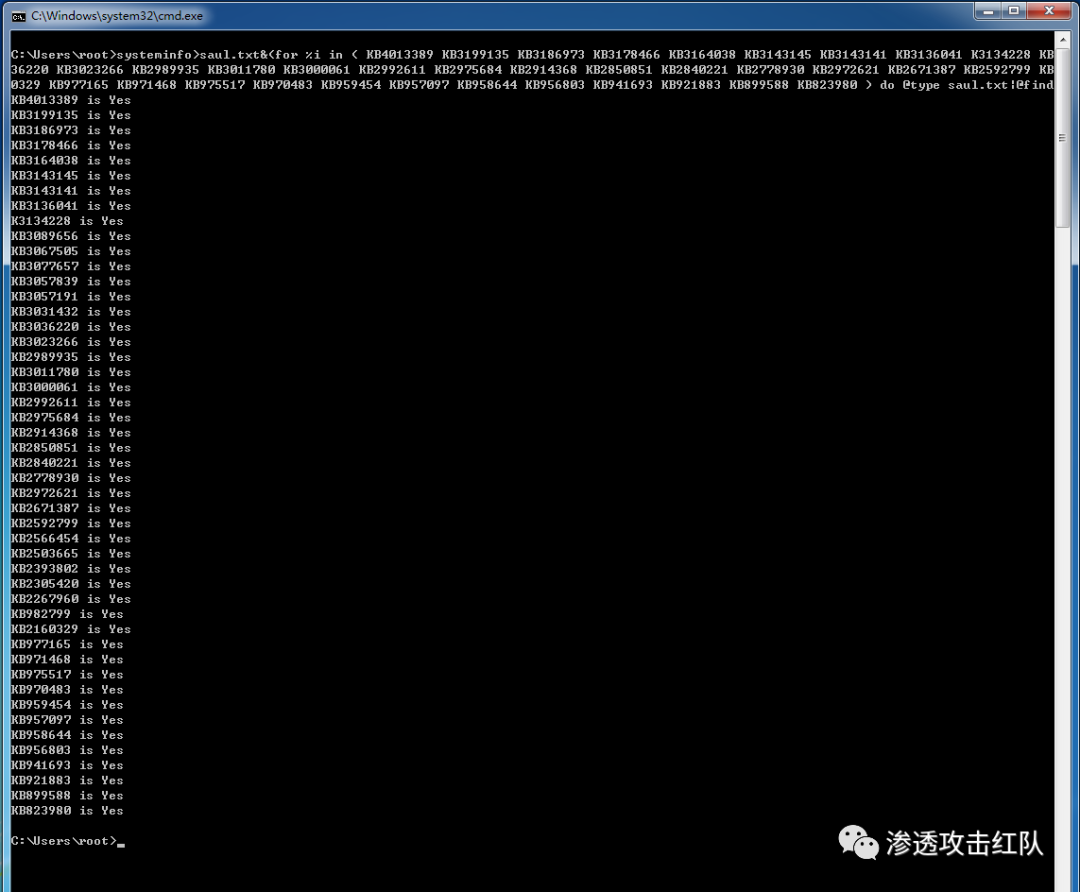 C:\Windows\system32\cmd.exe
C:\Users\root>systeminfo>saul.txt&(for %i in ( KB4013389 KB3199135 KB3186973 KB3178466 KB3164038 KB3143145 KB3143141 KB3136041 K3134228 KB
36220 KB3023266 KB2989935 KB3011780 KB3000061 KB2992611 KB2975684 KB2914368 KB2850851 KB2840221 KB2778930 KB2972621 KB2671387 KB2592799 KB
0329 KB977165 KB971468 KB975517 KB970483 KB959454 KB957097 KB958644 KB956803 KB941693 KB921883 KB899588 KB823980 ) do @type saul.txt|@find
KB4013389 is Yes
KB3199135 is Yes
KB3186973 is Yes
KB3178466 is Yes
KB3164038 is Yes
KB3143145 is Yes
KB3143141 is Yes
KB3136041 is Yes
K3134228 is Yes
KB3089656 is Yes
KB3067505 is Yes
KB3077657 is Yes
KB3057839 is Yes
KB3057191 is Yes
KB3031432 is Yes
KB3036220 is Yes
KB3023266 is Yes
KB2989935 is Yes
KB3011780 is Yes
KB3000061 is Yes
KB2992611 is Yes
KB2975684 is Yes
KB2914368 is Yes
KB2850851 is Yes
KB2840221 is Yes
KB2778930 is Yes
KB2972621 is Yes
KB2671387 is Yes
KB2592799 is Yes
KB2566454 is Yes
KB2503665 is Yes
KB2393802 is Yes
KB2305420 is Yes
KB2267960 is Yes
KB982799 is Yes
KB2160329 is Yes
KB977165 is Yes
KB971468 is Yes
KB975517 is Yes
KB970483 is Yes
KB959454 is Yes
KB957097 is Yes
KB958644 is Yes
KB956803 is Yes
KB941693 is Yes
KB921883 is Yes
KB899588 is Yes
KB823980 is Yes
C:\Users\root>_
渗透攻击红队